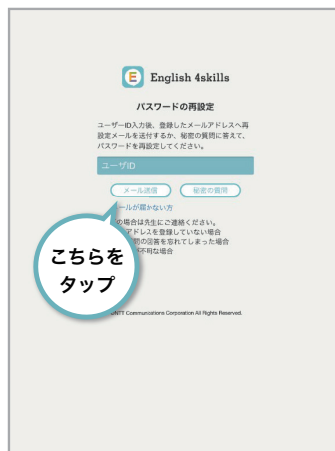 E English 4skills
パスワードの再設定
ユーザーID入力後、登録したメールアドレスへ再
設定メールを送付するか、秘密の質問に答えて、
パスワードを再設定してください。
ユーザID
メール送信 秘密の質問
ールが届かない方
の場合は先生にご連絡ください。
アドレスを登録していない場合
問の回答を忘れてしまった場合
が不明な場合
こちらを
タップ
NTT Communications Corporation All Rights Reserved.